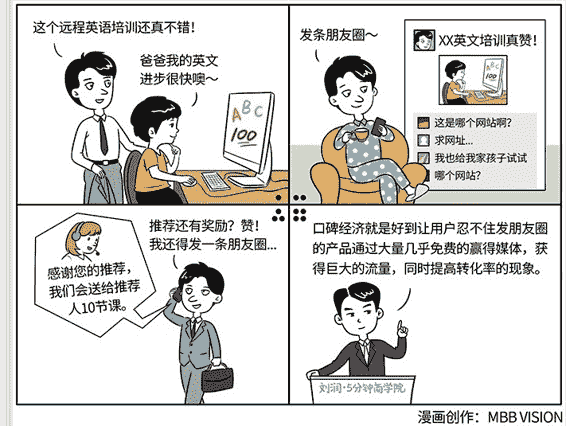 这个远程英语培训还真不错！
爸爸我的英文
进步很快噢～
ABC
100
发条朋友圈～
XX英文培训真赞！
100
这是哪个网站啊？
求网址...
我也给我家孩子试试
哪个网站？
感谢您的推荐，
我们会送给推荐
人10节课。
推荐还有奖励？赞！
我还得发一条朋友圈...
口碑经济就是好到让用户忍不住发朋友圈
的产品通过大量几乎免费的赢得媒体，获
得巨大的流量，同时提高转化率的现象。
刘润·5分钟商学院
漫画创作：MBB VISION